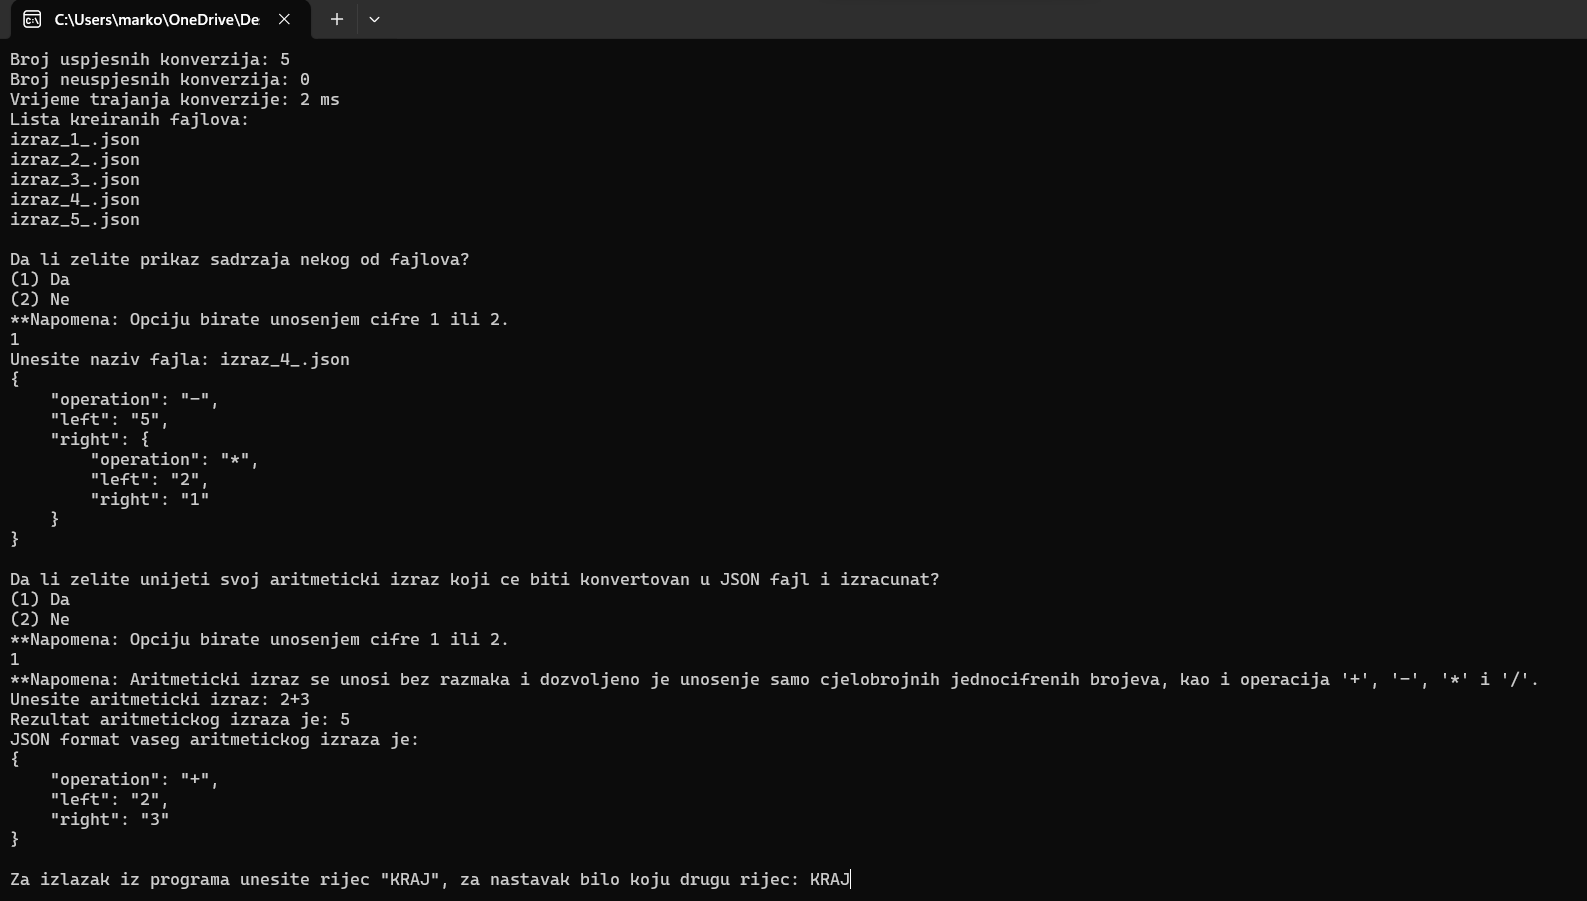 C:\Users\marko\OneDrive\De
Broj uspjesnih konverzija: 5
Broj neuspjesnih konverzija: 0
Vrijeme trajanja konverzije: 2 ms
Lista kreiranih fajlova:
izraz_1_.json
izraz_2_.json
izraz_3_.json
izraz_4_.json
izraz_5_.json
Da li zelite prikaz sadrzaja nekog od fajlova?
(1) Da
(2) Ne
**Napomena: Opciju birate unosenjem cifre 1 ili 2.
1
Unesite naziv fajla: izraz_4_.json
{
    "operation": "-",
    "left": "5",
    "right": {
        "operation": "*",
        "left": "2",
        "right": "1"
    }
}
Da li zelite unijeti svoj aritmeticki izraz koji ce biti konvertovan u JSON fajl i izracunat?
(1) Da
(2) Ne
**Napomena: Opciju birate unosenjem cifre 1 ili 2.
1
**Napomena: Aritmeticki izraz se unosi bez razmaka i dozvoljeno je unosenje samo cjelobrojnih jednocifrenih brojeva, kao i operacija '+', '-', '*' i '/'.
Unesite aritmeticki izraz: 2+3
Rezultat aritmetickog izraza je: 5
JSON format vaseg aritmetickog izraza je:
{
    "operation": "+",
    "left": "2",
    "right": "3"
}
Za izlazak iz programa unesite rijec "KRAJ", za nastavak bilo koju drugu rijec: KRAJ